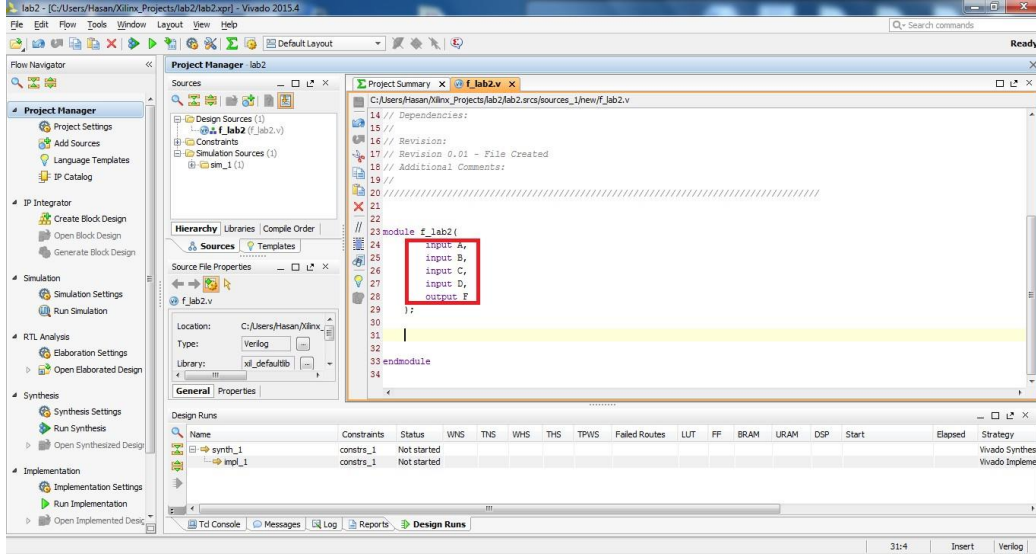 lab2 - [C:/Users/Hasan/Xilinx_Projects/lab2/lab2.xpr] - Vivado 2015.4
File Edit Flow Tools Window Layout View Help
Search commands
Default Layout
Ready
Flow Navigator
Project Manager
Project Settings
Add Sources
Language Templates
IP Catalog
IP Integrator
Create Block Design
Open Block Design
Generate Block Design
Simulation
Simulation Settings
Run Simulation
RTL Analysis
Elaboration Settings
Open Elaborated Design
Synthesis
Synthesis Settings
Run Synthesis
Open Synthesized Desig
Implementation
Implementation Settings
Run Implementation
Open Implemented Desig
Project Manager - lab2
Sources
Design Sources (1)
f_lab2 (f_lab2.v)
Constraints
Simulation Sources (1)
sim_1 (1)
Hierarchy Libraries Compile Order
Sources Templates
Source File Properties
f_lab2.v
Location: C:/Users/Hasan/Xilinx_
Type: Verilog
Library: xil_defaultlib
General Properties
Project Summary f_lab2.v
C:/Users/Hasan/Xilinx_Projects/lab2/lab2.srcs/sources_1/new/f_lab2.v
14 // Dependencies:
15 //
16 // Revision:
17 // Revision 0.01 - File Created
18 // Additional Comments:
19 //
20 //////////////////////////////////////////////////////////////////////////////////
21
22
23 module f_lab2(
24 input A,
25 input B,
26 input C,
27 input D,
28 output F
29 );
30
31
32
33 endmodule
34
Design Runs
Name Constraints Status WNS TNS WHS THS TPWS Failed Routes LUT FF BRAM URAM DSP Start Elapsed Strategy
synth_1 constrs_1 Not started Vivado Synthes
impl_1 constrs_1 Not started Vivado Impleme
Tcl Console Messages Log Reports Design Runs
31:4 Insert Verilog